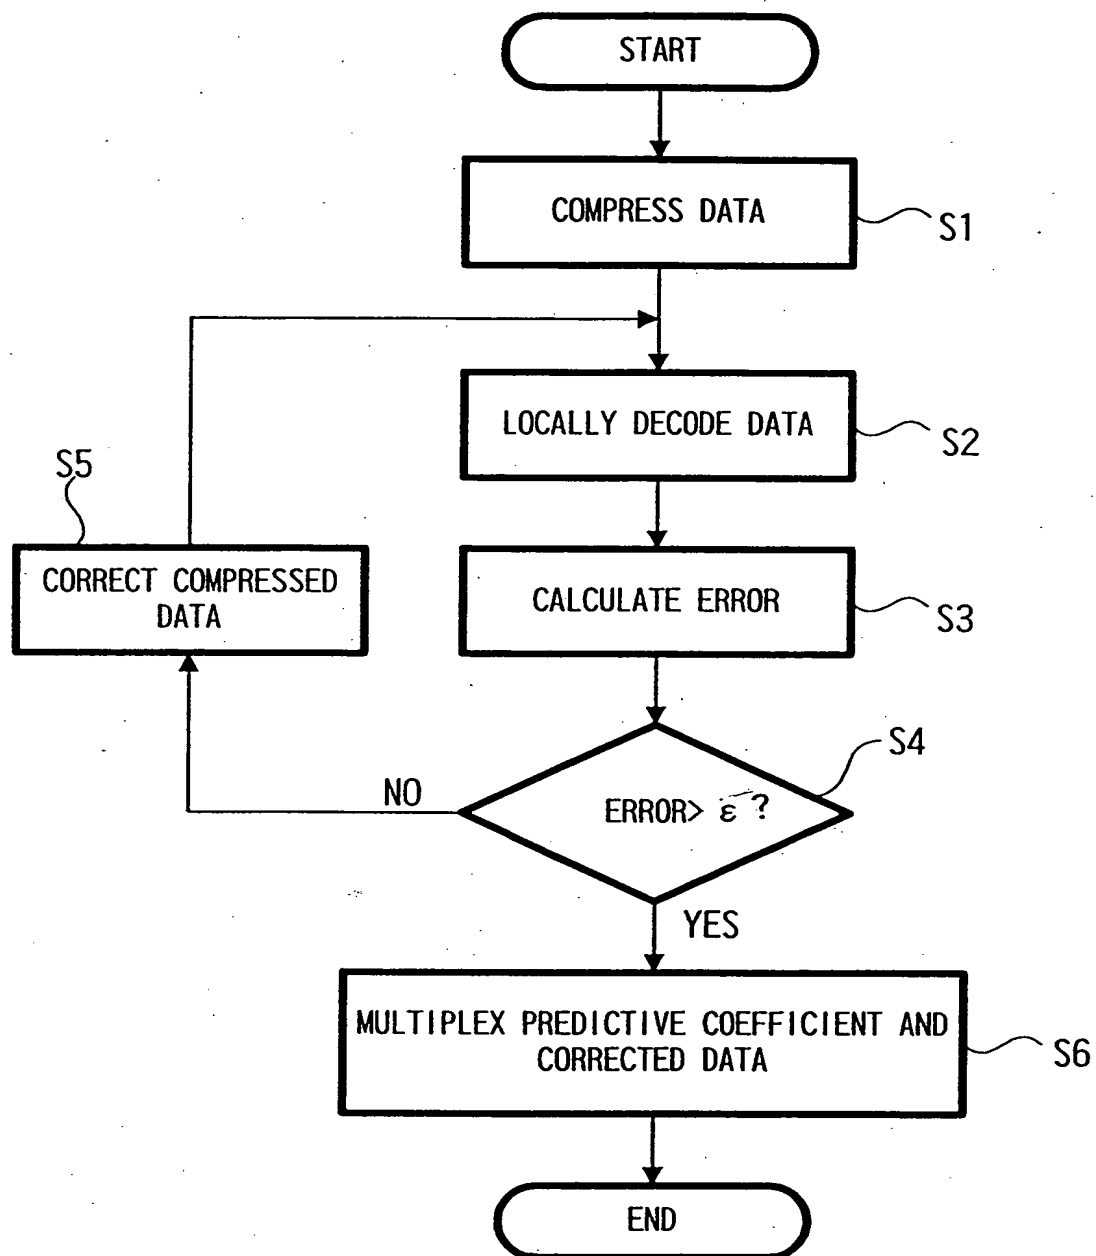 START
COMPRESS DATA
S1
LOCALLY DECODE DATA
S2
S5
CORRECT COMPRESSED
DATA
CALCULATE ERROR
S3
S4
NO
ERROR> ε ?
YES
MULTIPLEX PREDICTIVE COEFFICIENT AND
CORRECTED DATA
S6
END